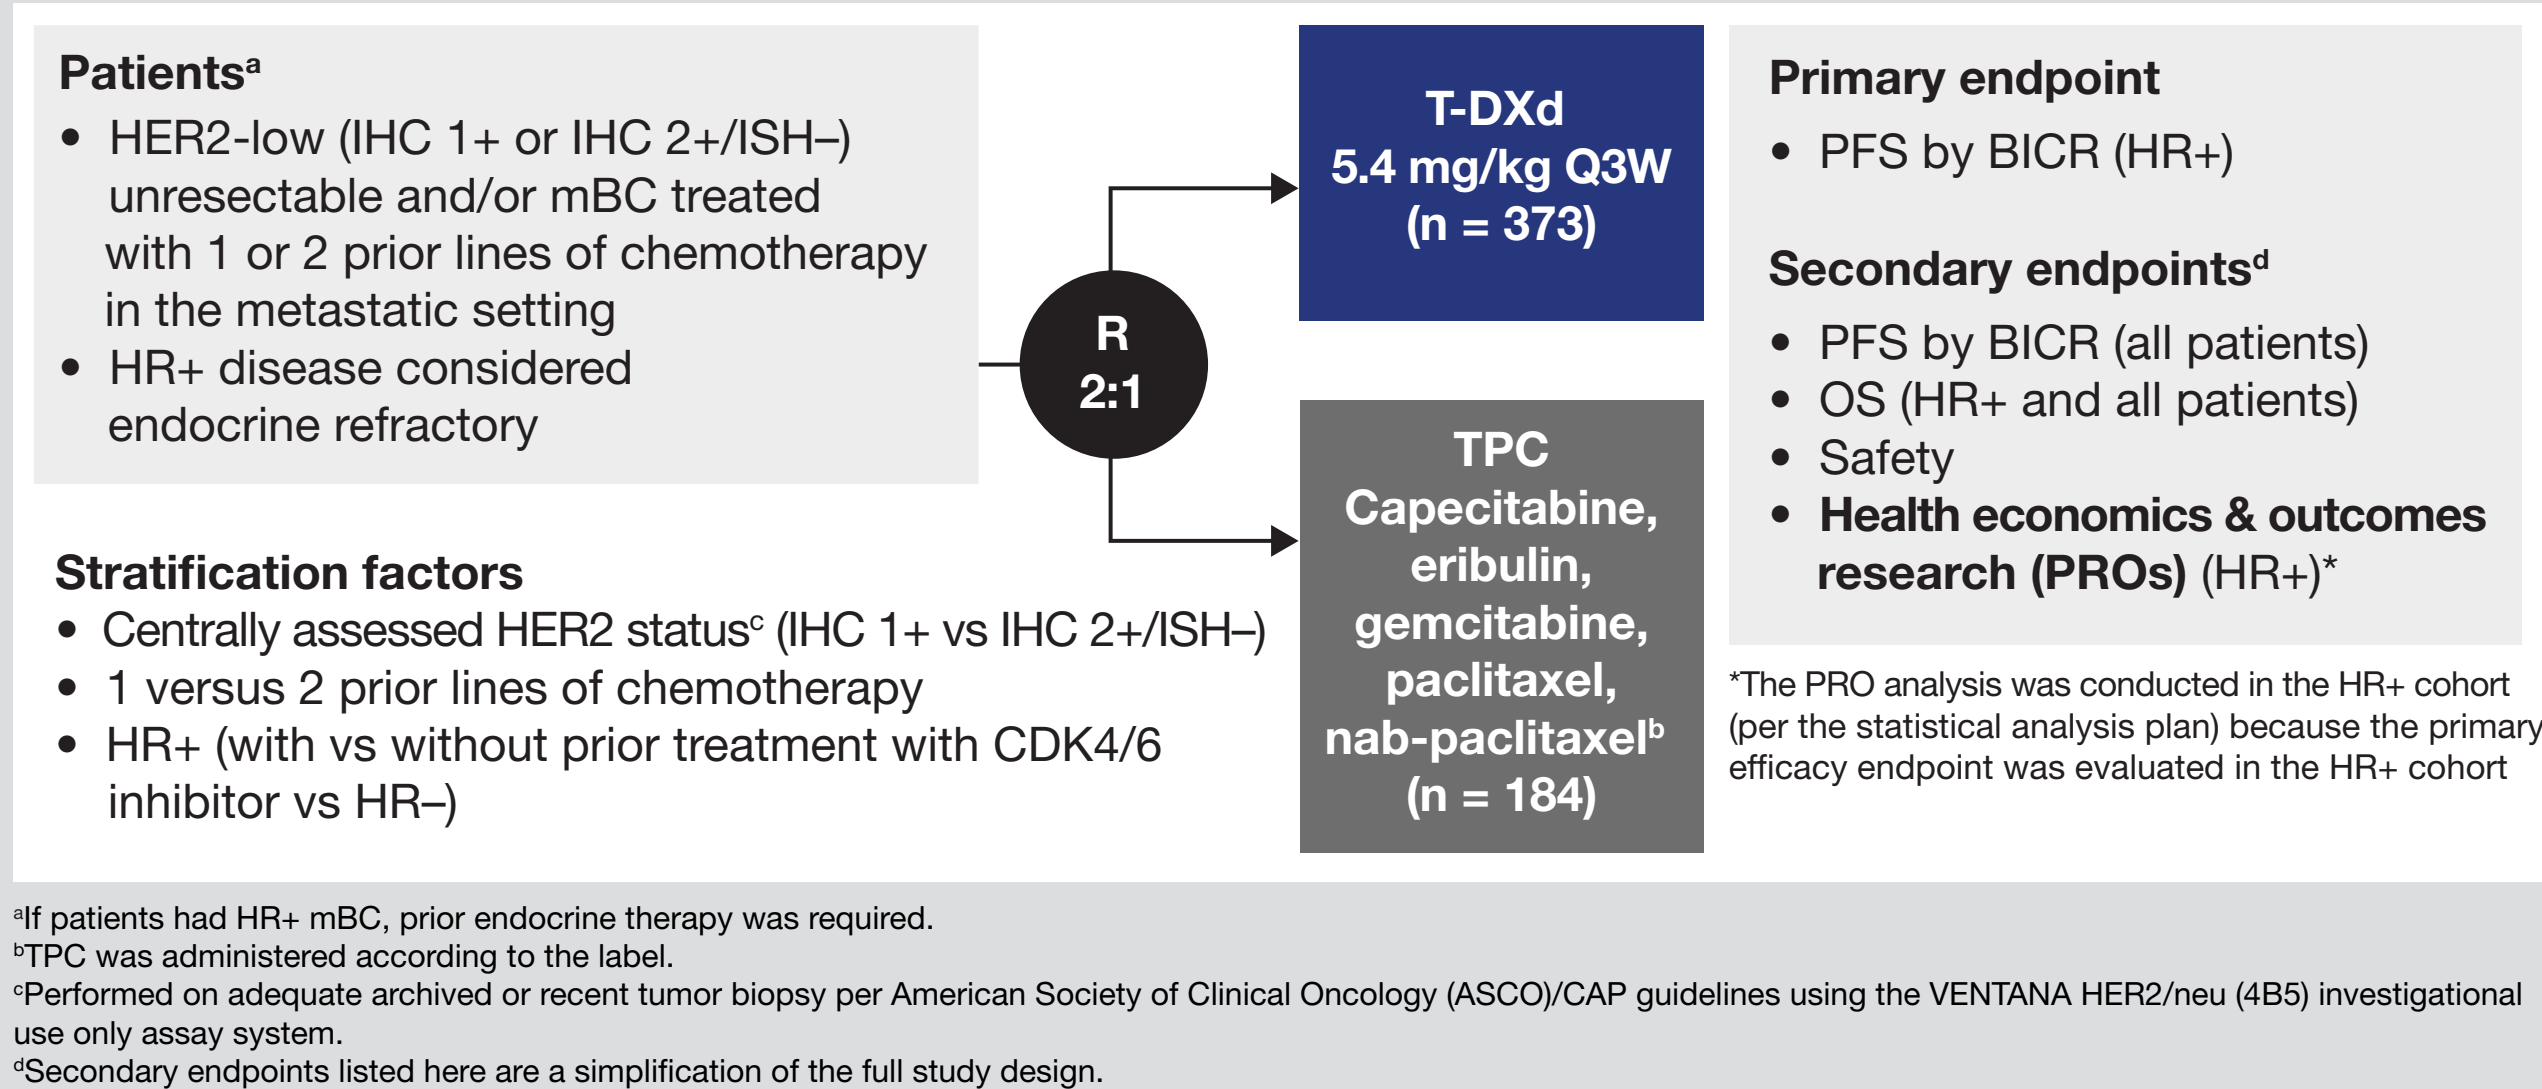 Patientsᵃ
• HER2-low (IHC 1+ or IHC 2+/ISH–)
unresectable and/or mBC treated
with 1 or 2 prior lines of chemotherapy
in the metastatic setting
• HR+ disease considered
endocrine refractory
Stratification factors
• Centrally assessed HER2 statusᶜ (IHC 1+ vs IHC 2+/ISH–)
• 1 versus 2 prior lines of chemotherapy
• HR+ (with vs without prior treatment with CDK4/6
inhibitor vs HR–)
R
2:1
T-DXd
5.4 mg/kg Q3W
(n = 373)
TPC
Capecitabine,
eribulin,
gemcitabine,
paclitaxel,
nab-paclitaxelᵇ
(n = 184)
Primary endpoint
• PFS by BICR (HR+)
Secondary endpointsᵈ
• PFS by BICR (all patients)
• OS (HR+ and all patients)
• Safety
• Health economics & outcomes
research (PROs) (HR+)*
*The PRO analysis was conducted in the HR+ cohort
(per the statistical analysis plan) because the primary
efficacy endpoint was evaluated in the HR+ cohort
ᵃIf patients had HR+ mBC, prior endocrine therapy was required.
ᵇTPC was administered according to the label.
ᶜPerformed on adequate archived or recent tumor biopsy per American Society of Clinical Oncology (ASCO)/CAP guidelines using the VENTANA HER2/neu (4B5) investigational
use only assay system.
ᵈSecondary endpoints listed here are a simplification of the full study design.